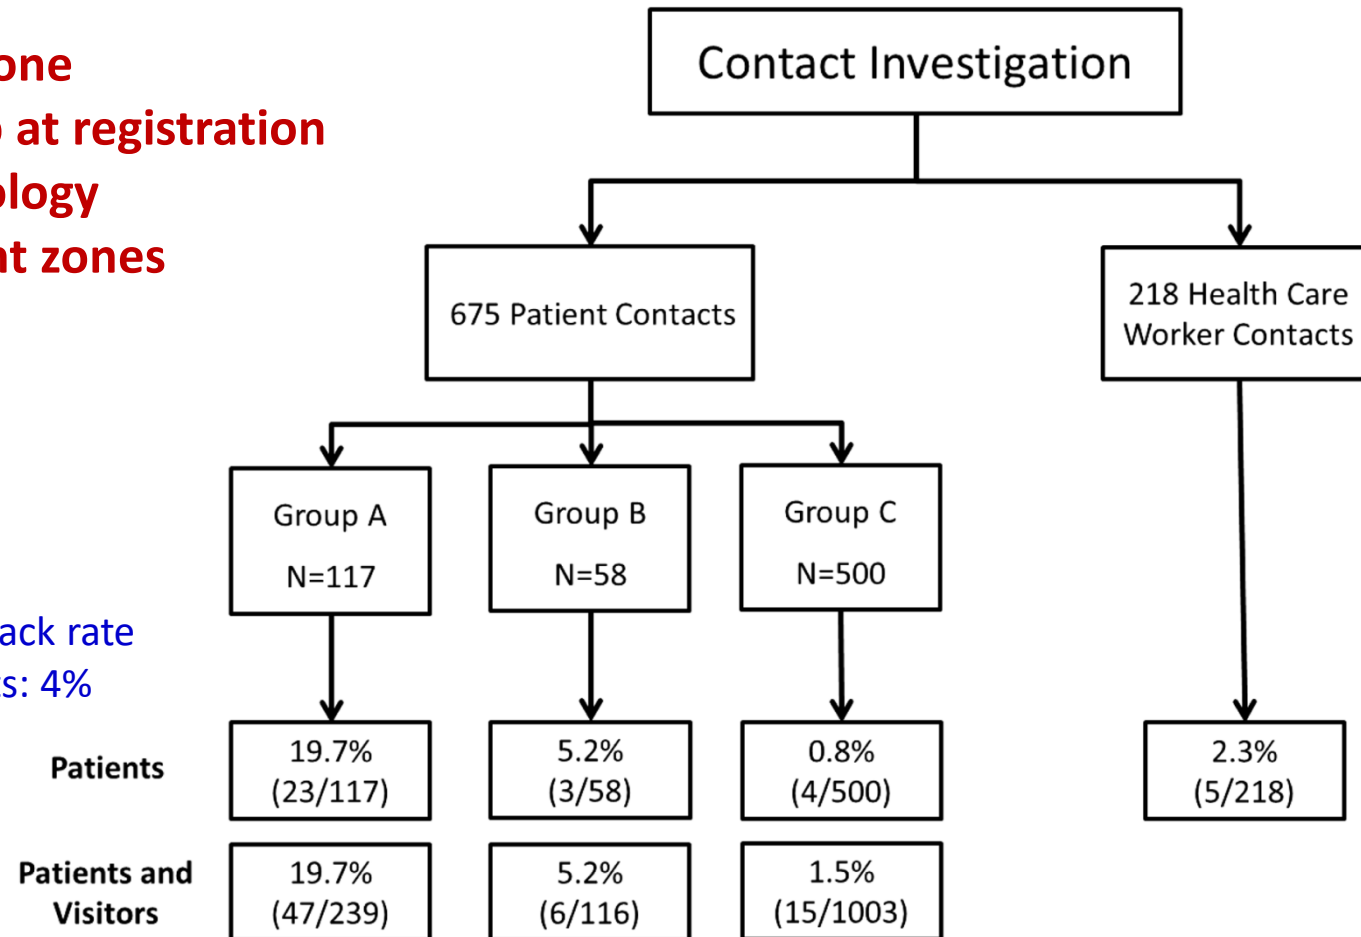 one
at registration
ology
nt zones
Contact Investigation
675 Patient Contacts
218 Health Care
Worker Contacts
Group A
N=117
Group B
N=58
Group C
N=500
ack rate
ts: 4%
Patients
19.7%
(23/117)
5.2%
(3/58)
0.8%
(4/500)
2.3%
(5/218)
Patients and
Visitors
19.7%
(47/239)
5.2%
(6/116)
1.5%
(15/1003)